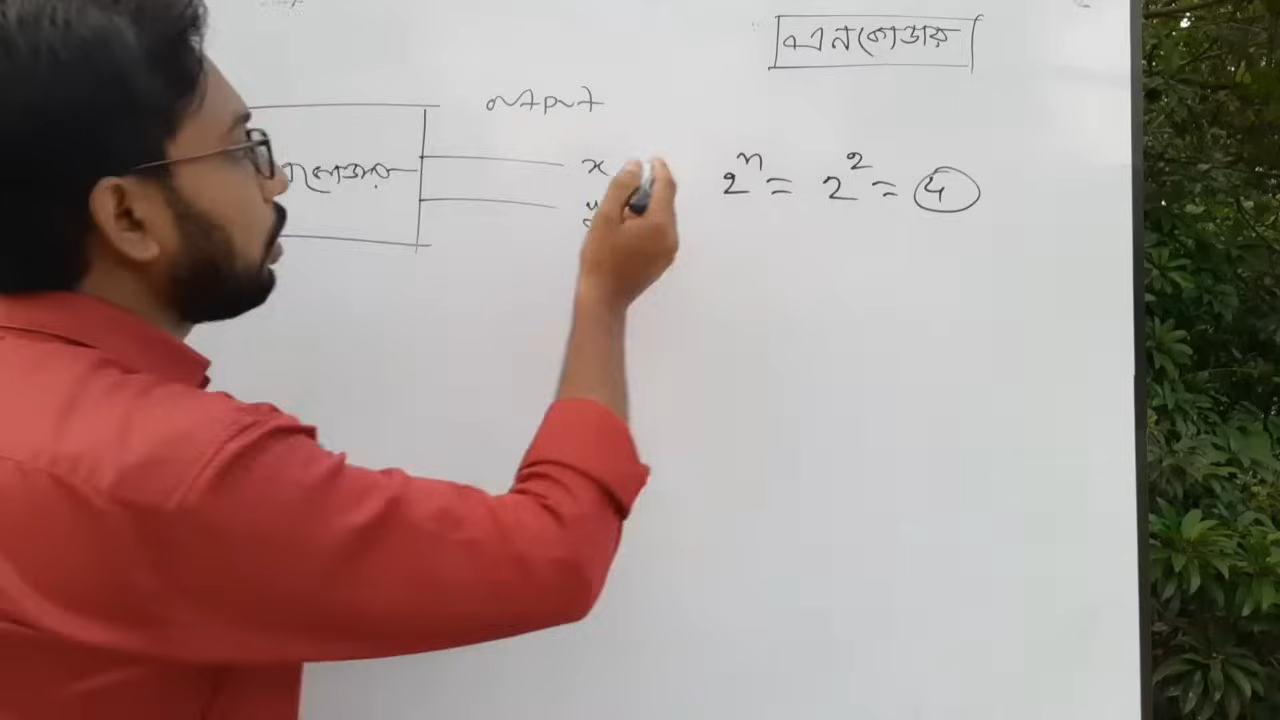 এনকোডার
output
x
y
2ⁿ = 2² = 4